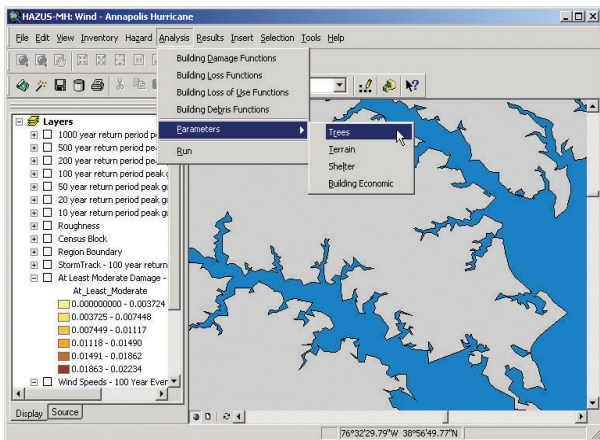 HAZUS-MH: Wind - Annapolis Hurricane
File Edit View Inventory Hazard Analysis Results Insert Selection Tools Help
Building Damage Functions
Building Loss Functions
Building Loss of Use Functions
Building Debris Functions
Parameters
Run
Trees
Terrain
Shelter
Building Economic
Layers
1000 year return period pe
500 year return period pea
200 year return period pe
100 year return period peak g
50 year return period peak gu
20 year return period peak gu
10 year return period peak gu
Roughness
Census Block
Region Boundary
StormTrack - 100 year return
At Least Moderate Damage -
At_Least_Moderate
0.000000000 - 0.003724
0.003725 - 0.007448
0.007449 - 0.01117
0.01118 - 0.01490
0.01491 - 0.01862
0.01863 - 0.02234
Wind Speeds - 100 Year Ever
Display Source
76°32'29.79"W 38°56'49.77"N